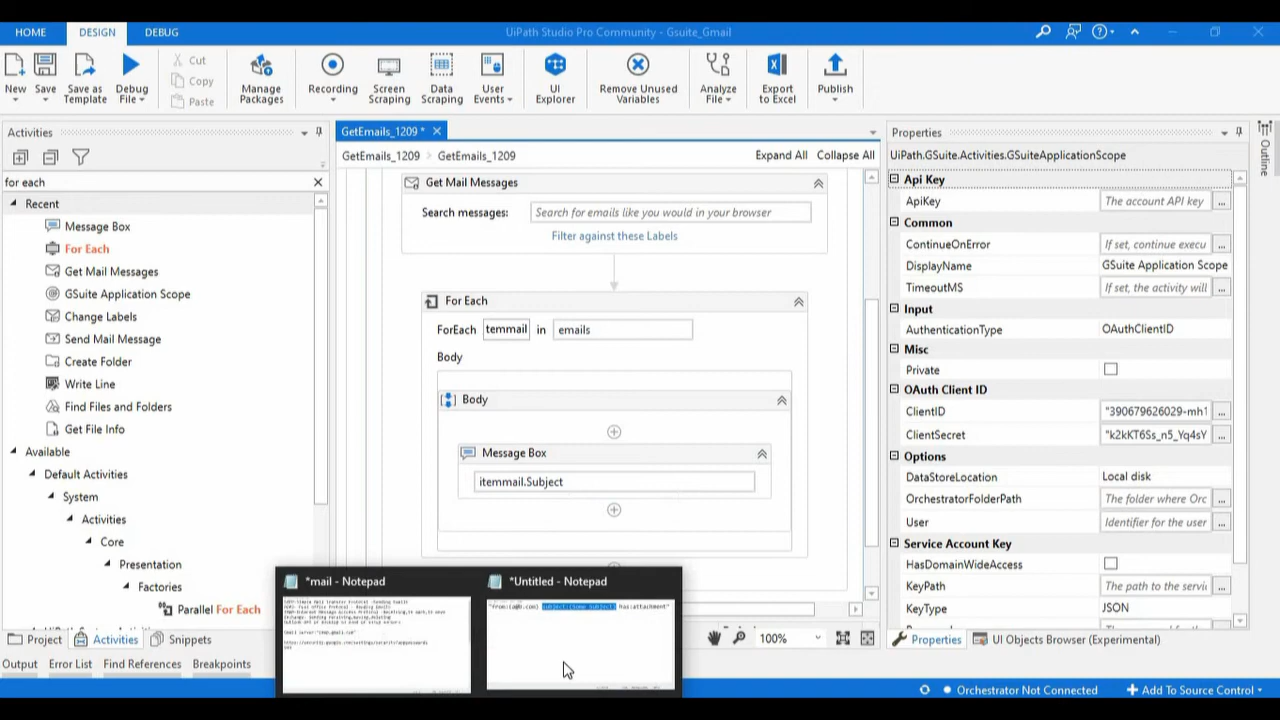 HOME DESIGN DEBUG UiPath Studio Pro Community - Gsuite_Gmail
New Save Save as Template Debug File Cut Copy Paste Manage Packages Recording Screen Scraping Data Scraping User Events UI Explorer Remove Unused Variables Analyze File Export to Excel Publish
Activities
for each
Recent
Message Box
For Each
Get Mail Messages
GSuite Application Scope
Change Labels
Send Mail Message
Create Folder
Write Line
Find Files and Folders
Get File Info
Available
Default Activities
System
Activities
Core
Presentation
Factories
Parallel For Each
Project Activities Snippets
GetEmails_1209 *
GetEmails_1209 > GetEmails_1209 Expand All Collapse All
Get Mail Messages
Search messages: Search for emails like you would in your browser
Filter against these Labels
For Each
ForEach temmail in emails
Body
Body
Message Box
itemmail.Subject
*mail - Notepad
*Untitled - Notepad
"from:(a@b.com) subject:(Some subject) has:attachment"
100%
Properties
UiPath.GSuite.Activities.GSuiteApplicationScope
Api Key
ApiKey The account API key ...
Common
ContinueOnError If set, continue execu ...
DisplayName GSuite Application Scope
TimeoutMS If set, the activity will ...
Input
AuthenticationType OAuthClientID
Misc
Private
OAuth Client ID
ClientID "390679626029-mh1 ...
ClientSecret "k2kKT6Ss_n5_Yq4sY ...
Options
DataStoreLocation Local disk
OrchestratorFolderPath The folder where Orc ...
User Identifier for the user ...
Service Account Key
HasDomainWideAccess
KeyPath The path to the servi ...
KeyType JSON
Properties UI Objects Browser (Experimental)
Outline
Output Error List Find References Breakpoints
Orchestrator Not Connected Add To Source Control